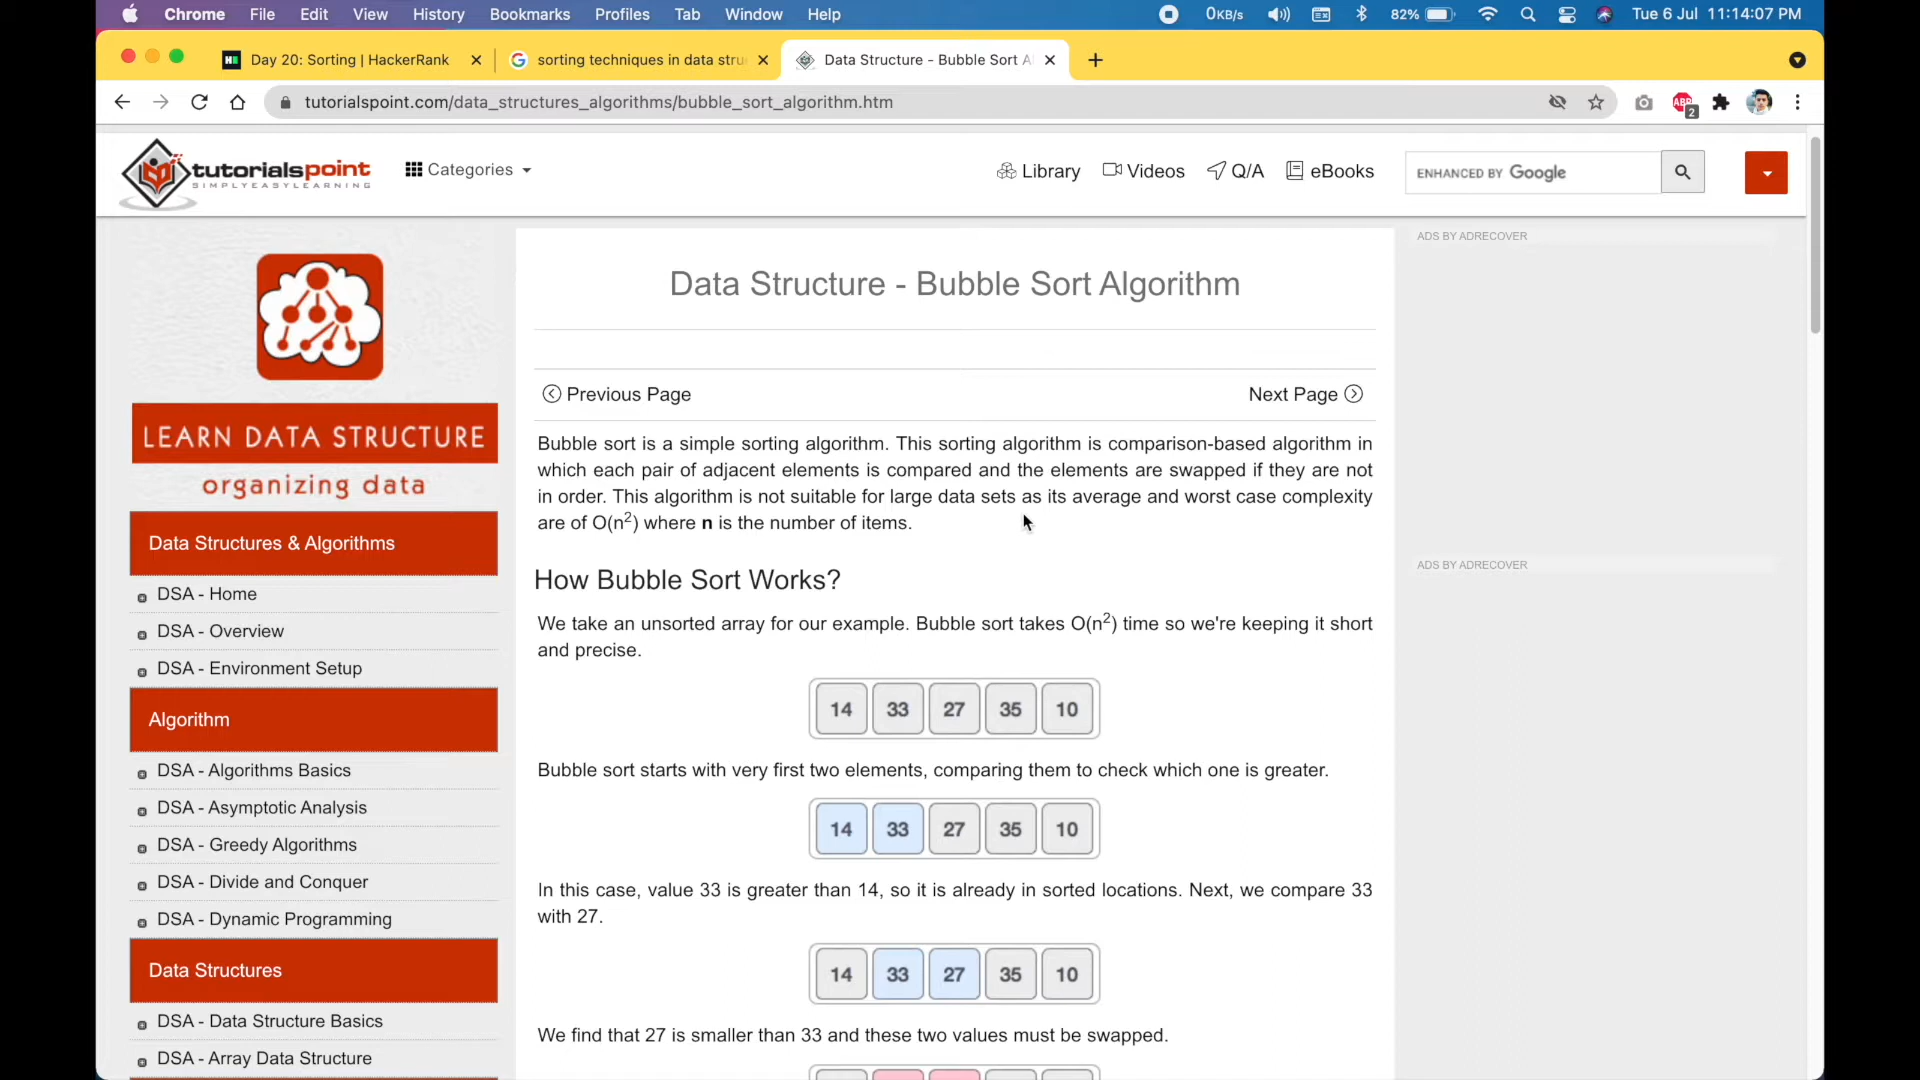 Chrome File Edit View History Bookmarks Profiles Tab Window Help 0KB/s 82% Tue 6 Jul 11:14:07 PM
Day 20: Sorting | HackerRank sorting techniques in data stru Data Structure - Bubble Sort A
tutorialspoint.com/data_structures_algorithms/bubble_sort_algorithm.htm ABP 2
tutorialspoint
SIMPLYEASYLEARNING
Categories
Library Videos Q/A eBooks ENHANCED BY Google
LEARN DATA STRUCTURE
organizing data
Data Structures & Algorithms
DSA - Home
DSA - Overview
DSA - Environment Setup
Algorithm
DSA - Algorithms Basics
DSA - Asymptotic Analysis
DSA - Greedy Algorithms
DSA - Divide and Conquer
DSA - Dynamic Programming
Data Structures
DSA - Data Structure Basics
DSA - Array Data Structure
Data Structure - Bubble Sort Algorithm
Previous Page Next Page
Bubble sort is a simple sorting algorithm. This sorting algorithm is comparison-based algorithm in
which each pair of adjacent elements is compared and the elements are swapped if they are not
in order. This algorithm is not suitable for large data sets as its average and worst case complexity
are of Ο(n²) where n is the number of items.
How Bubble Sort Works?
We take an unsorted array for our example. Bubble sort takes Ο(n²) time so we're keeping it short
and precise.
14 33 27 35 10
Bubble sort starts with very first two elements, comparing them to check which one is greater.
14 33 27 35 10
In this case, value 33 is greater than 14, so it is already in sorted locations. Next, we compare 33
with 27.
14 33 27 35 10
We find that 27 is smaller than 33 and these two values must be swapped.
ADS BY ADRECOVER
ADS BY ADRECOVER